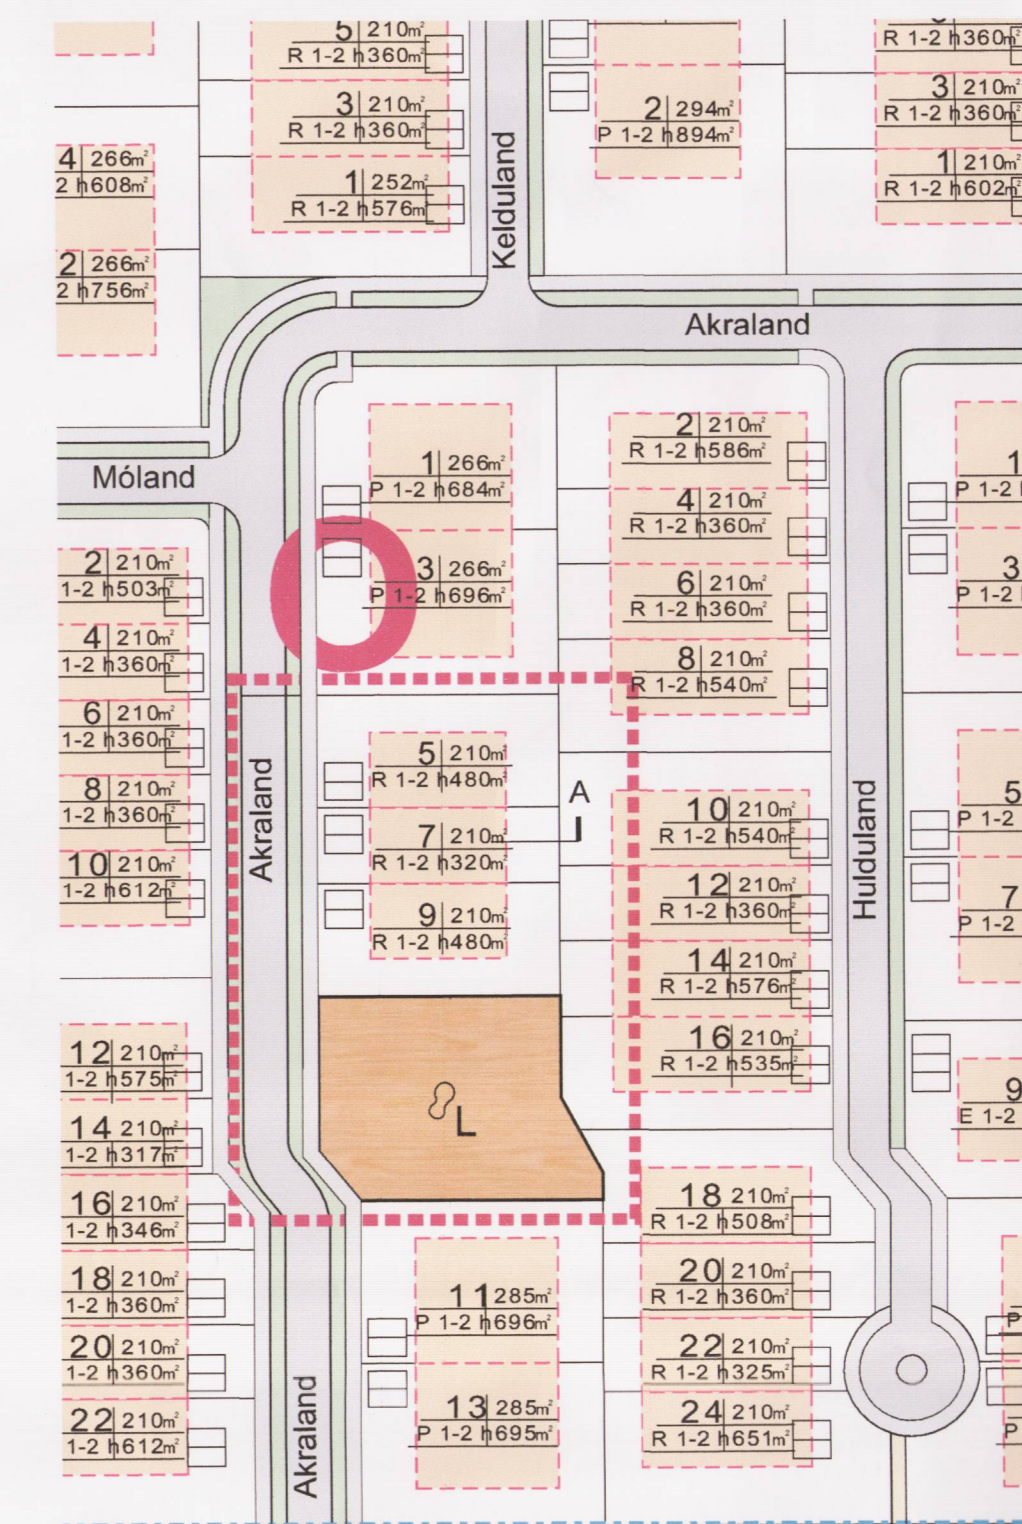 5 210m²
R 1-2 h360m²
3 210m²
R 1-2 h360m²
1 252m²
R 1-2 h576m²
Kelduland
2 294m²
P 1-2 h894m²
R 1-2 h360m²
3 210m²
R 1-2 h360m²
1 210m²
R 1-2 h602m²
4 266m²
2 h608m²
2 266m²
2 h756m²
Akraland
Móland
1 266m²
P 1-2 h684m²
3 266m²
P 1-2 h696m²
O
2 210m²
R 1-2 h586m²
4 210m²
R 1-2 h360m²
6 210m²
R 1-2 h360m²
8 210m²
R 1-2 h540m²
1
P 1-2
3
P 1-2
2 210m²
1-2 h503m²
4 210m²
1-2 h360m²
6 210m²
1-2 h360m²
8 210m²
1-2 h360m²
10 210m²
1-2 h612m²
Akraland
5 210m²
R 1-2 h480m²
7 210m²
R 1-2 h320m²
9 210m²
R 1-2 h480m²
A
10 210m²
R 1-2 h540m²
12 210m²
R 1-2 h360m²
14 210m²
R 1-2 h576m²
16 210m²
R 1-2 h535m²
Hulduland
5
P 1-2
7
P 1-2
9
E 1-2
L
12 210m²
1-2 h575m²
14 210m²
1-2 h317m²
16 210m²
1-2 h346m²
18 210m²
1-2 h360m²
20 210m²
1-2 h360m²
22 210m²
1-2 h612m²
Akraland
11 285m²
P 1-2 h696m²
13 285m²
P 1-2 h695m²
18 210m²
R 1-2 h508m²
20 210m²
R 1-2 h360m²
22 210m²
R 1-2 h325m²
24 210m²
R 1-2 h651m²
P
P